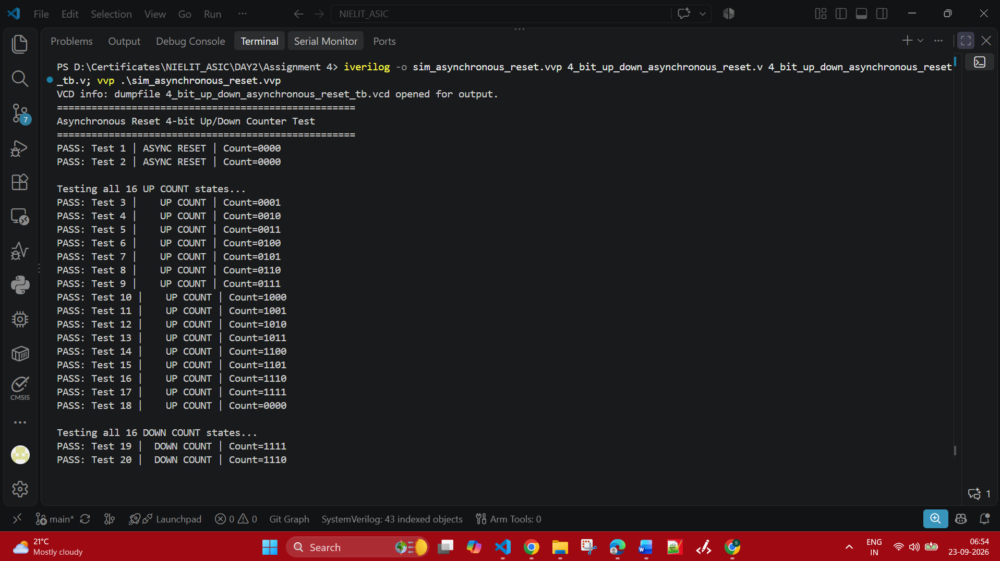 File Edit Selection View Go Run ··· NIELIT_ASIC
Problems Output Debug Console Terminal Serial Monitor Ports
PS D:\Certificates\NIELIT_ASIC\DAY2\Assignment 4> iverilog -o sim_asynchronous_reset.vvp 4_bit_up_down_asynchronous_reset.v 4_bit_up_down_asynchronous_reset
_tb.v; vvp .\sim_asynchronous_reset.vvp
VCD info: dumpfile 4_bit_up_down_asynchronous_reset_tb.vcd opened for output.
====================================================
Asynchronous Reset 4-bit Up/Down Counter Test
====================================================
PASS: Test 1 | ASYNC RESET | Count=0000
PASS: Test 2 | ASYNC RESET | Count=0000
Testing all 16 UP COUNT states...
PASS: Test 3 |    UP COUNT | Count=0001
PASS: Test 4 |    UP COUNT | Count=0010
PASS: Test 5 |    UP COUNT | Count=0011
PASS: Test 6 |    UP COUNT | Count=0100
PASS: Test 7 |    UP COUNT | Count=0101
PASS: Test 8 |    UP COUNT | Count=0110
PASS: Test 9 |    UP COUNT | Count=0111
PASS: Test 10 |    UP COUNT | Count=1000
PASS: Test 11 |    UP COUNT | Count=1001
PASS: Test 12 |    UP COUNT | Count=1010
PASS: Test 13 |    UP COUNT | Count=1011
PASS: Test 14 |    UP COUNT | Count=1100
PASS: Test 15 |    UP COUNT | Count=1101
PASS: Test 16 |    UP COUNT | Count=1110
PASS: Test 17 |    UP COUNT | Count=1111
PASS: Test 18 |    UP COUNT | Count=0000
Testing all 16 DOWN COUNT states...
PASS: Test 19 |  DOWN COUNT | Count=1111
PASS: Test 20 |  DOWN COUNT | Count=1110
7
CMSIS
1
main* Launchpad 0 0 Git Graph SystemVerilog: 43 indexed objects Arm Tools: 0
21°C
Mostly cloudy
Search
ENG
IN
06:54
23-09-2026